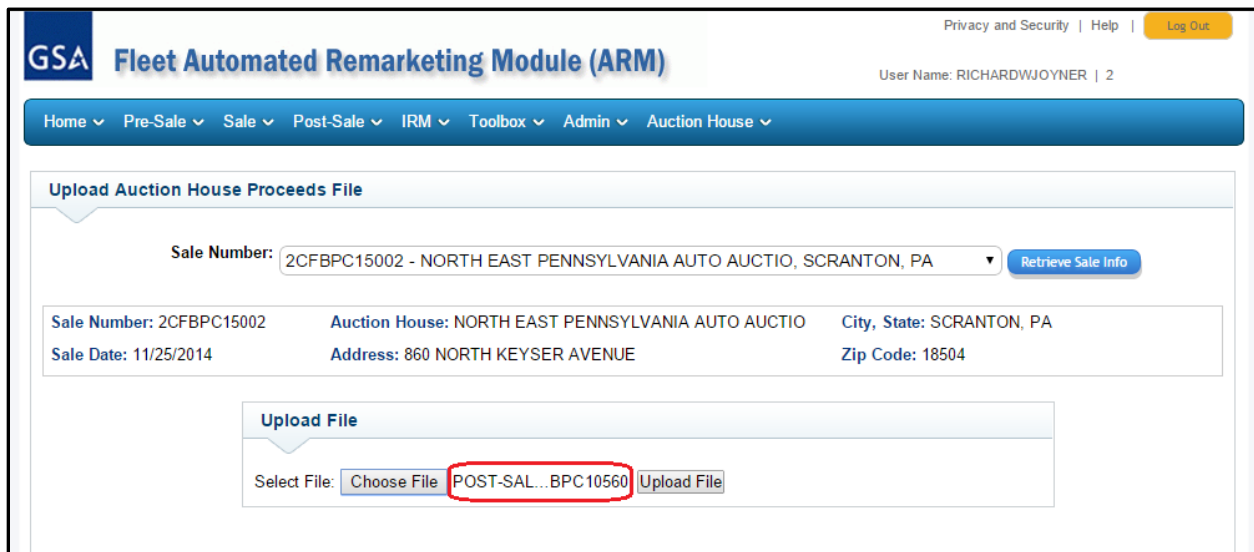 Privacy and Security | Help | Log Out
GSA Fleet Automated Remarketing Module (ARM)
User Name: RICHARDWJOYNER | 2
Home Pre-Sale Sale Post-Sale IRM Toolbox Admin Auction House
Upload Auction House Proceeds File
Sale Number: 2CFBPC15002 - NORTH EAST PENNSYLVANIA AUTO AUCTIO, SCRANTON, PA Retrieve Sale Info
Sale Number: 2CFBPC15002 Auction House: NORTH EAST PENNSYLVANIA AUTO AUCTIO City, State: SCRANTON, PA
Sale Date: 11/25/2014 Address: 860 NORTH KEYSER AVENUE Zip Code: 18504
Upload File
Select File: Choose File POST-SAL...BPC10560 Upload File